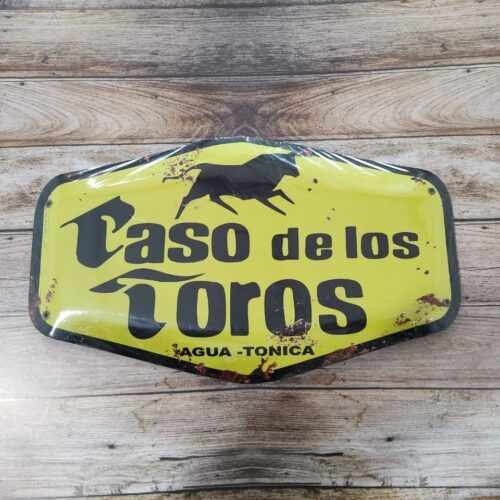 Caso de los
Toros
AGUA -TONICA